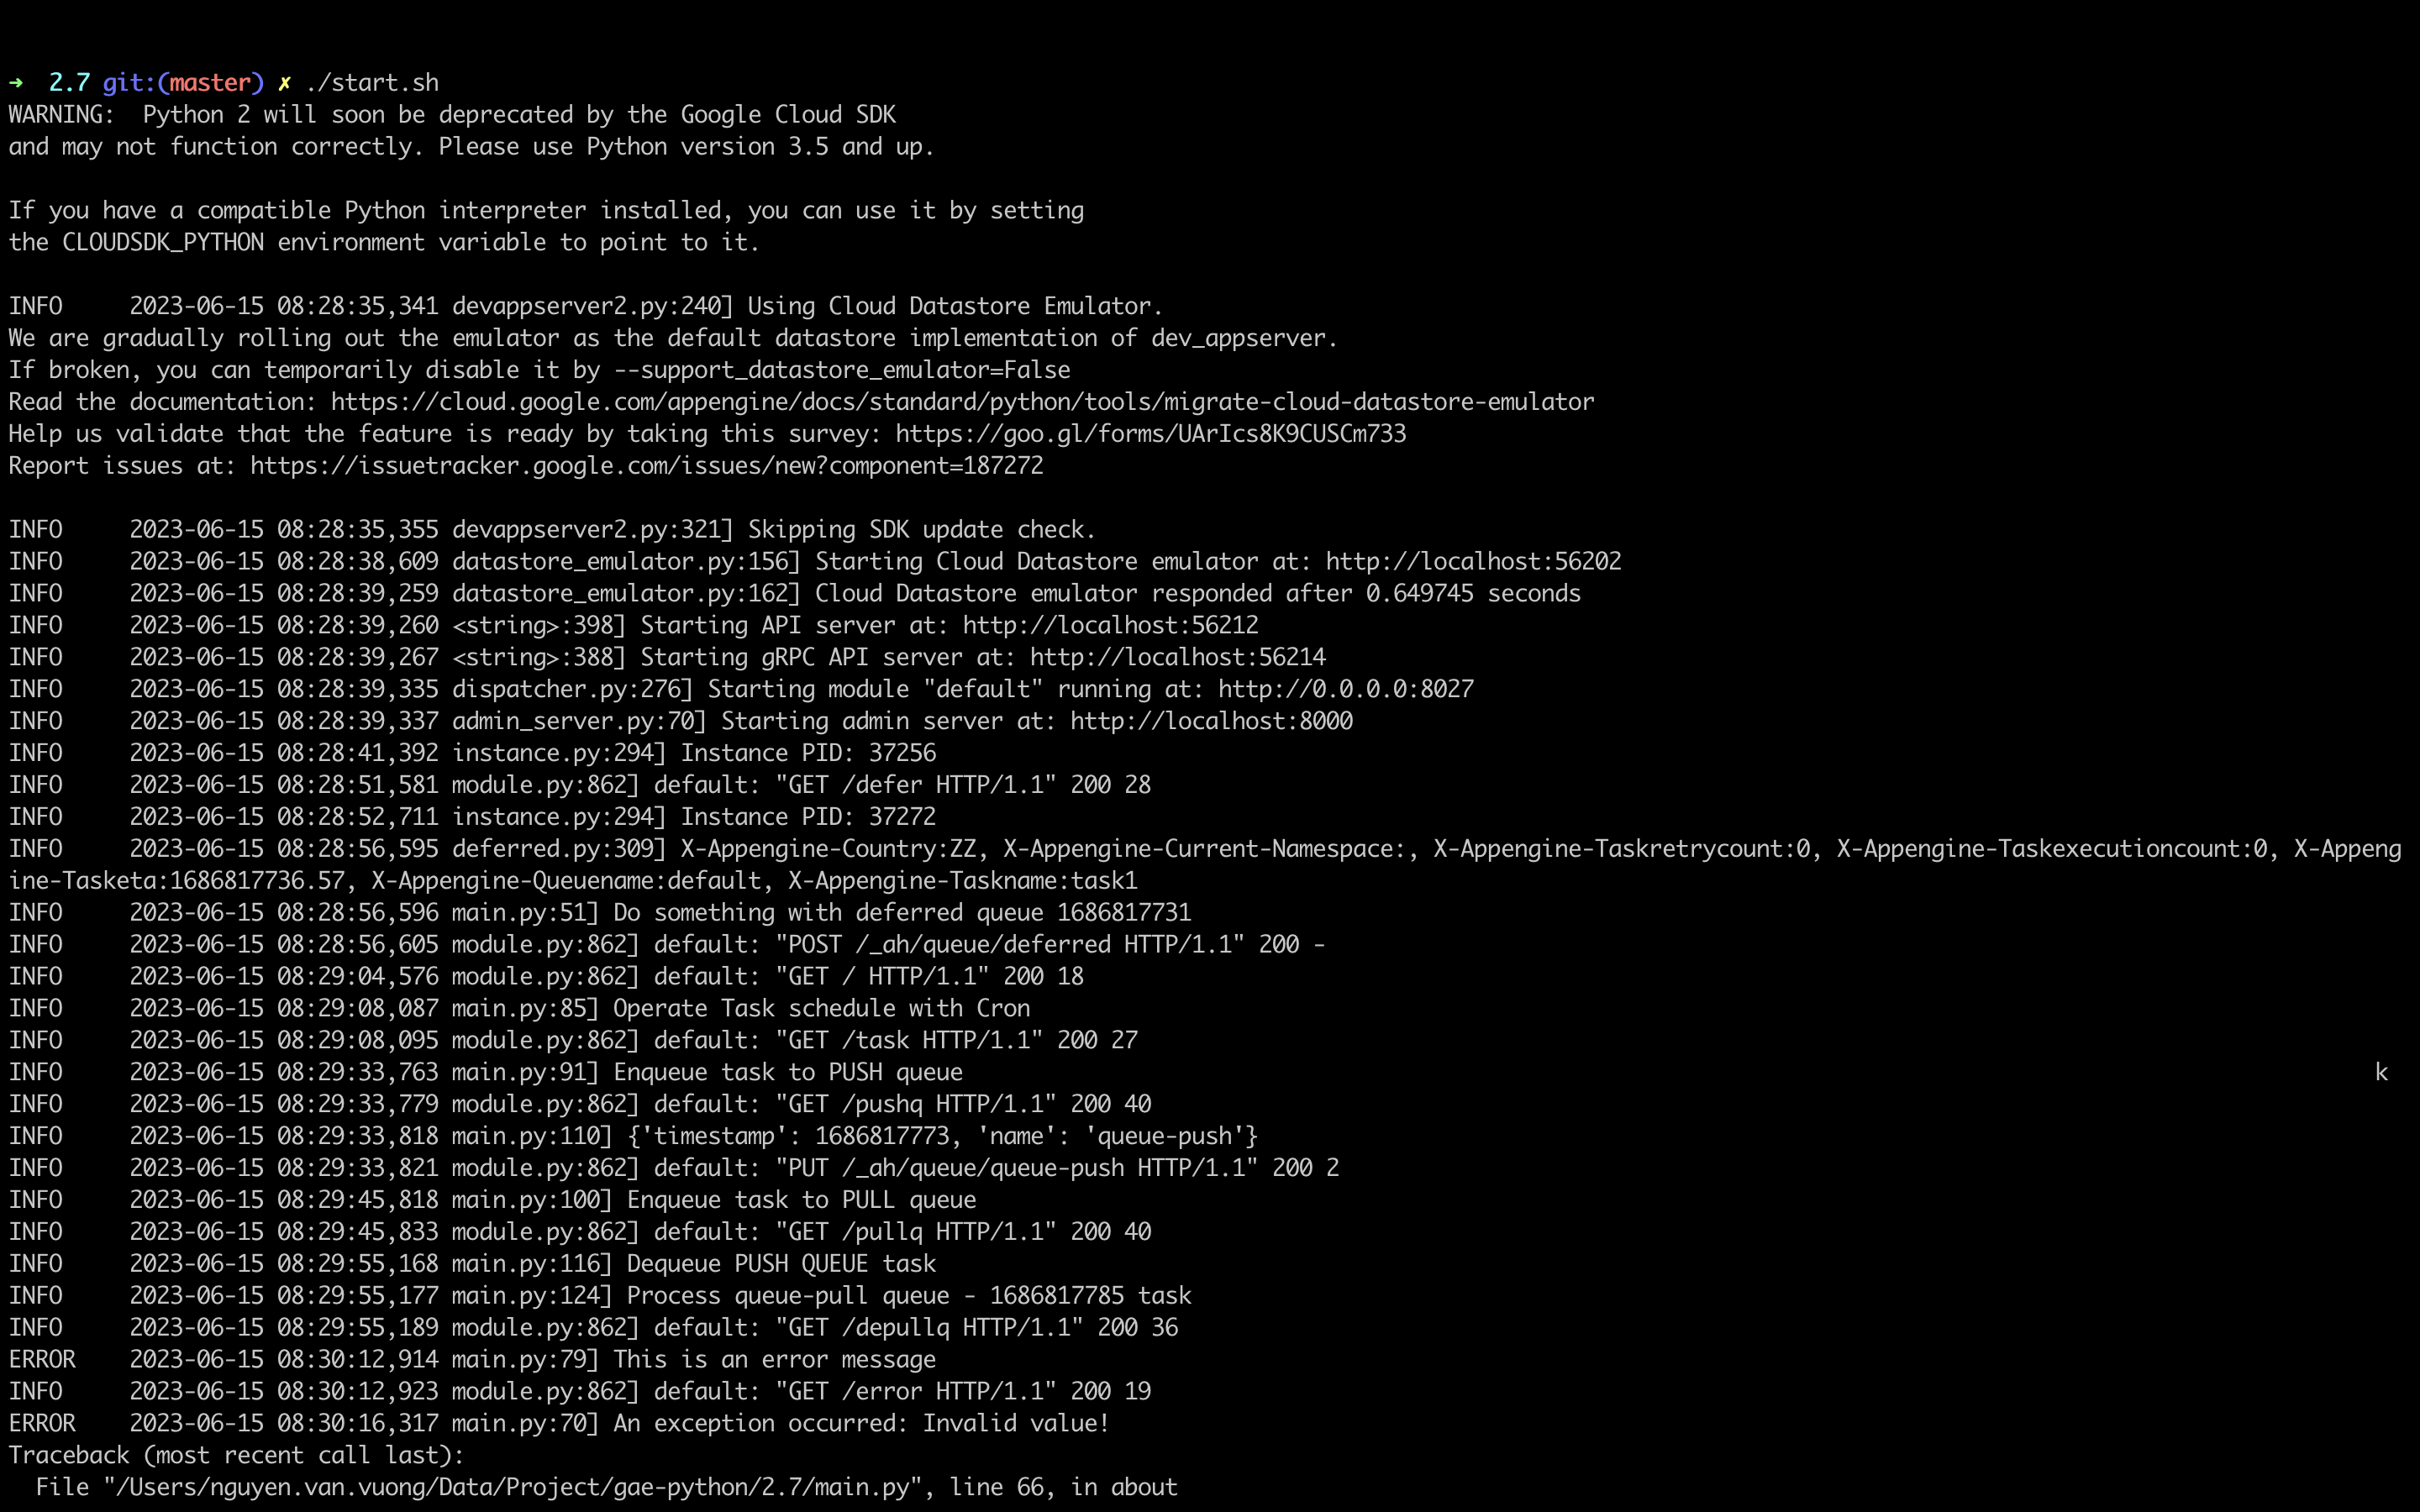 ➜  2.7 git:(master) ✗ ./start.sh
WARNING:  Python 2 will soon be deprecated by the Google Cloud SDK
and may not function correctly. Please use Python version 3.5 and up.

If you have a compatible Python interpreter installed, you can use it by setting
the CLOUDSDK_PYTHON environment variable to point to it.

INFO     2023-06-15 08:28:35,341 devappserver2.py:240] Using Cloud Datastore Emulator.
We are gradually rolling out the emulator as the default datastore implementation of dev_appserver.
If broken, you can temporarily disable it by --support_datastore_emulator=False
Read the documentation: https://cloud.google.com/appengine/docs/standard/python/tools/migrate-cloud-datastore-emulator
Help us validate that the feature is ready by taking this survey: https://goo.gl/forms/UArIcs8K9CUSCm733
Report issues at: https://issuetracker.google.com/issues/new?component=187272

INFO     2023-06-15 08:28:35,355 devappserver2.py:321] Skipping SDK update check.
INFO     2023-06-15 08:28:38,609 datastore_emulator.py:156] Starting Cloud Datastore emulator at: http://localhost:56202
INFO     2023-06-15 08:28:39,259 datastore_emulator.py:162] Cloud Datastore emulator responded after 0.649745 seconds
INFO     2023-06-15 08:28:39,260 <string>:398] Starting API server at: http://localhost:56212
INFO     2023-06-15 08:28:39,267 <string>:388] Starting gRPC API server at: http://localhost:56214
INFO     2023-06-15 08:28:39,335 dispatcher.py:276] Starting module "default" running at: http://0.0.0.0:8027
INFO     2023-06-15 08:28:39,337 admin_server.py:70] Starting admin server at: http://localhost:8000
INFO     2023-06-15 08:28:41,392 instance.py:294] Instance PID: 37256
INFO     2023-06-15 08:28:51,581 module.py:862] default: "GET /defer HTTP/1.1" 200 28
INFO     2023-06-15 08:28:52,711 instance.py:294] Instance PID: 37272
INFO     2023-06-15 08:28:56,595 deferred.py:309] X-Appengine-Country:ZZ, X-Appengine-Current-Namespace:, X-Appengine-Taskretrycount:0, X-Appengine-Taskexecutioncount:0, X-Appeng
ine-Tasketa:1686817736.57, X-Appengine-Queuename:default, X-Appengine-Taskname:task1
INFO     2023-06-15 08:28:56,596 main.py:51] Do something with deferred queue 1686817731
INFO     2023-06-15 08:28:56,605 module.py:862] default: "POST /_ah/queue/deferred HTTP/1.1" 200 -
INFO     2023-06-15 08:29:04,576 module.py:862] default: "GET / HTTP/1.1" 200 18
INFO     2023-06-15 08:29:08,087 main.py:85] Operate Task schedule with Cron
INFO     2023-06-15 08:29:08,095 module.py:862] default: "GET /task HTTP/1.1" 200 27
INFO     2023-06-15 08:29:33,763 main.py:91] Enqueue task to PUSH queue k
INFO     2023-06-15 08:29:33,779 module.py:862] default: "GET /pushq HTTP/1.1" 200 40
INFO     2023-06-15 08:29:33,818 main.py:110] {'timestamp': 1686817773, 'name': 'queue-push'}
INFO     2023-06-15 08:29:33,821 module.py:862] default: "PUT /_ah/queue/queue-push HTTP/1.1" 200 2
INFO     2023-06-15 08:29:45,818 main.py:100] Enqueue task to PULL queue
INFO     2023-06-15 08:29:45,833 module.py:862] default: "GET /pullq HTTP/1.1" 200 40
INFO     2023-06-15 08:29:55,168 main.py:116] Dequeue PUSH QUEUE task
INFO     2023-06-15 08:29:55,177 main.py:124] Process queue-pull queue - 1686817785 task
INFO     2023-06-15 08:29:55,189 module.py:862] default: "GET /depullq HTTP/1.1" 200 36
ERROR    2023-06-15 08:30:12,914 main.py:79] This is an error message
INFO     2023-06-15 08:30:12,923 module.py:862] default: "GET /error HTTP/1.1" 200 19
ERROR    2023-06-15 08:30:16,317 main.py:70] An exception occurred: Invalid value!
Traceback (most recent call last):
  File "/Users/nguyen.van.vuong/Data/Project/gae-python/2.7/main.py", line 66, in about